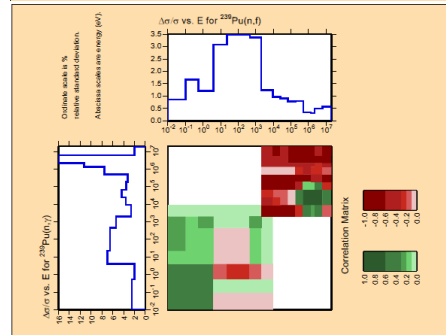 Δσ/σ vs. E for ²³⁹Pu(n,f)
Ordinate scale is %
relative standard deviation.
Abscissa scales are energy (eV).
3.5
3.0
2.5
2.0
1.5
1.0
0.5
0.0
10⁻² 10⁻¹ 10⁰ 10¹ 10² 10³ 10⁴ 10⁵ 10⁶ 10⁷
Δσ/σ vs. E for ²³⁹Pu(n,γ)
16 14 12 10 8 6 4 2 0
10⁷
10⁶
10⁵
10⁴
10³
10²
10¹
10⁰
10⁻¹
10⁻²
Correlation Matrix
-1.0 -0.8 -0.6 -0.4 -0.2 0.0
1.0 0.8 0.6 0.4 0.2 0.0